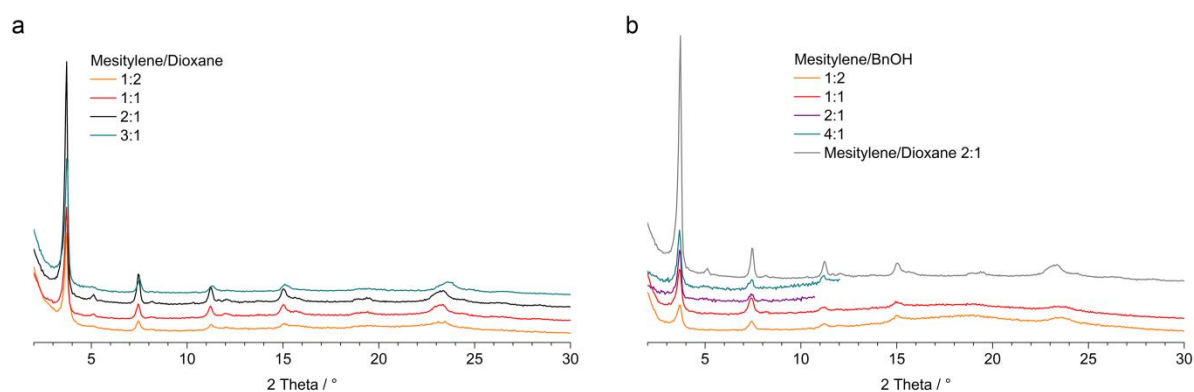 a
Mesitylene/Dioxane
1:2
1:1
2:1
3:1
5 10 15 20 25 30
2 Theta / °
b
Mesitylene/BnOH
1:2
1:1
2:1
4:1
Mesitylene/Dioxane 2:1
5 10 15 20 25 30
2 Theta / °